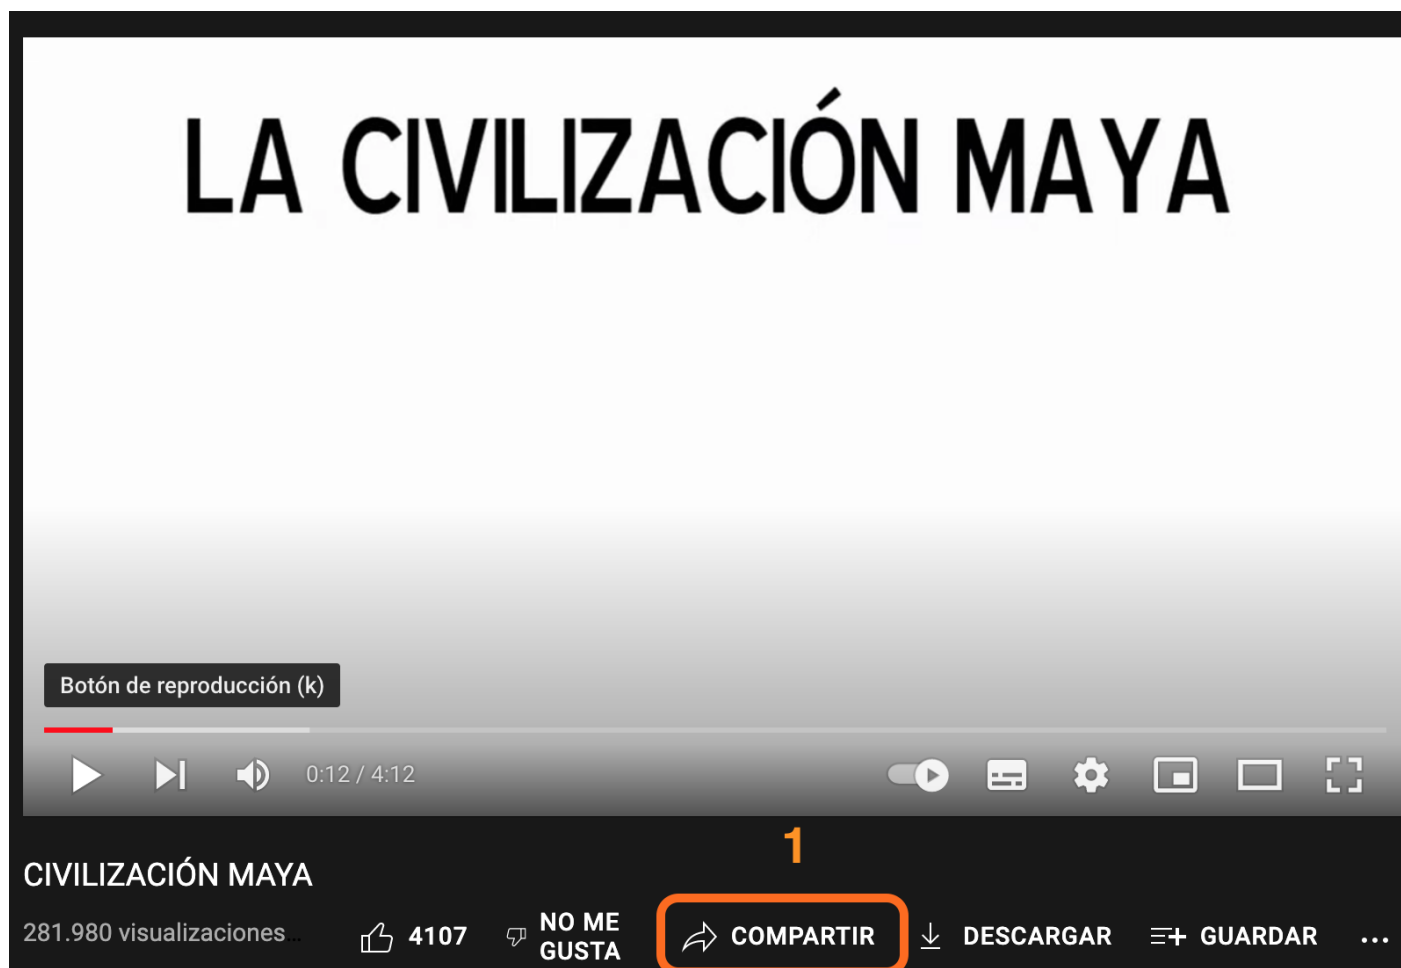 LA CIVILIZACIÓN MAYA
Botón de reproducción (k)
0:12 / 4:12
1
CIVILIZACIÓN MAYA
281.980 visualizaciones...
4107
NO ME
GUSTA
COMPARTIR
DESCARGAR
GUARDAR